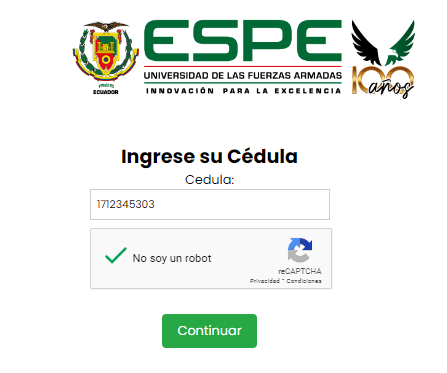 ESPE
UNIVERSIDAD DE LAS FUERZAS ARMADAS
INNOVACIÓN PARA LA EXCELENCIA
ECUADOR
100 años
Ingrese su Cédula
Cedula:
1712345303
No soy un robot
reCAPTCHA
Privacidad - Condiciones
Continuar